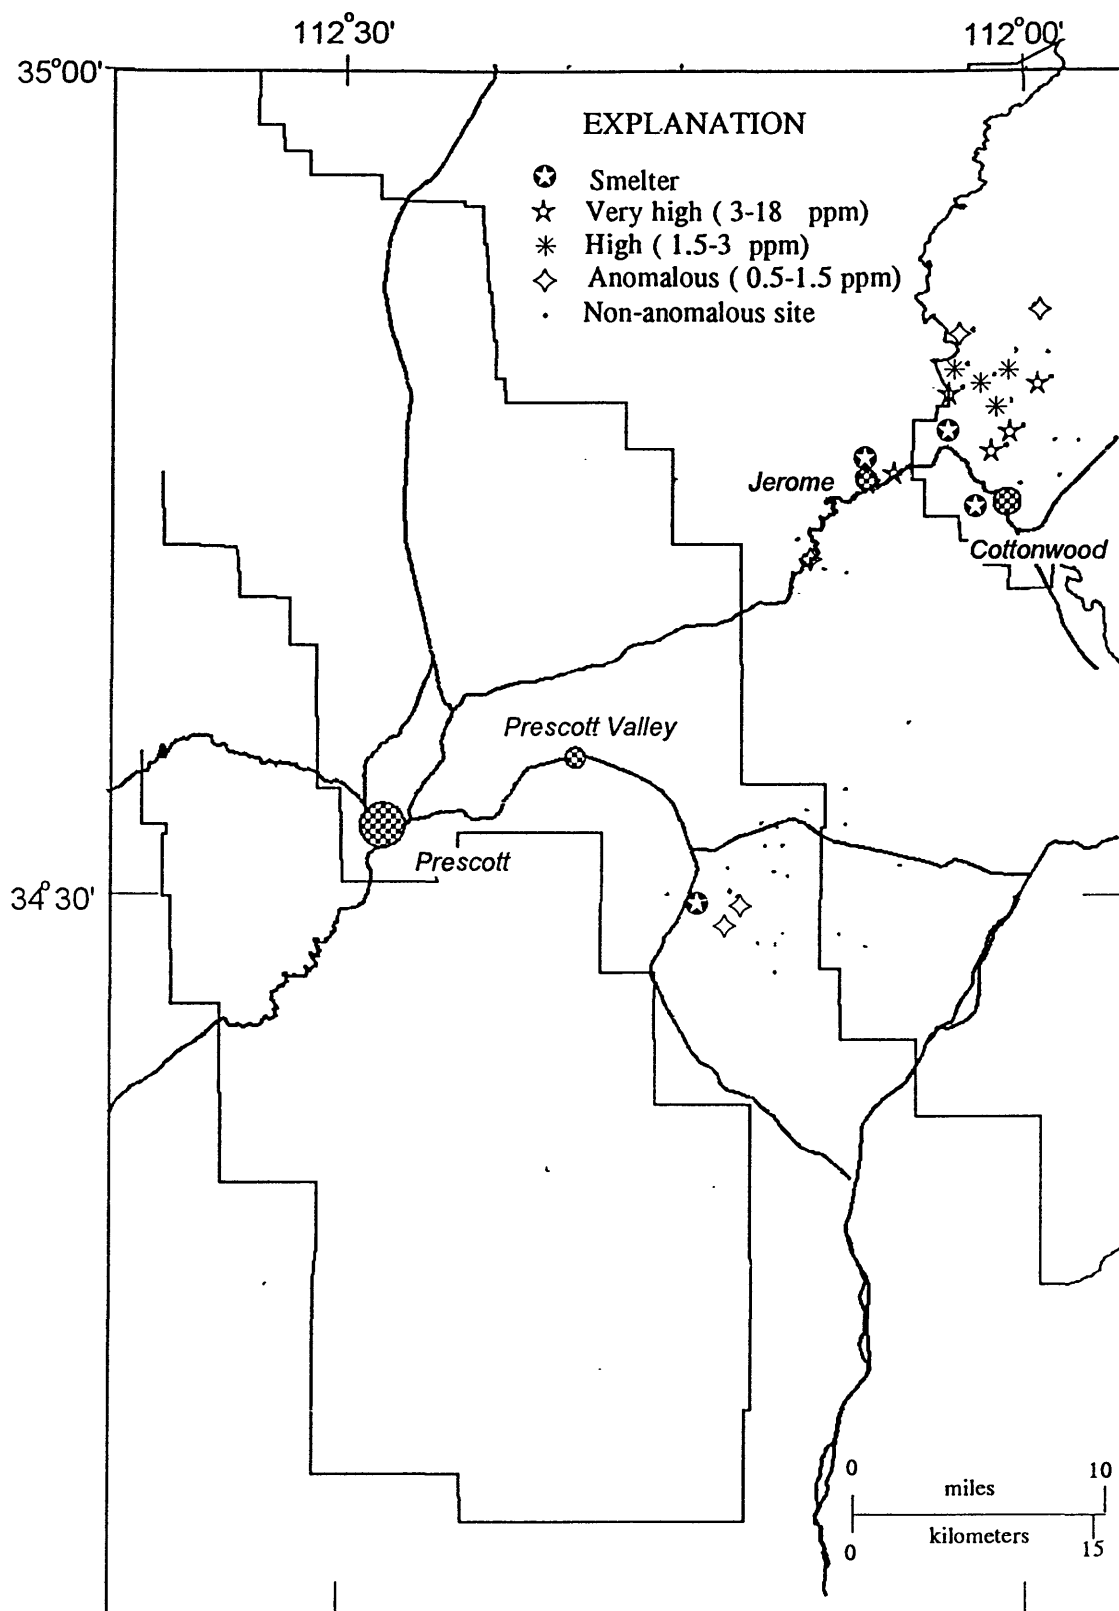 112°30'
112°00'
35°00'
EXPLANATION
Smelter
Very high ( 3-18 ppm)
High ( 1.5-3 ppm)
Anomalous ( 0.5-1.5 ppm)
Non-anomalous site
Jerome
Cottonwood
Prescott Valley
Prescott
34°30'
0 10
miles
kilometers
0 15